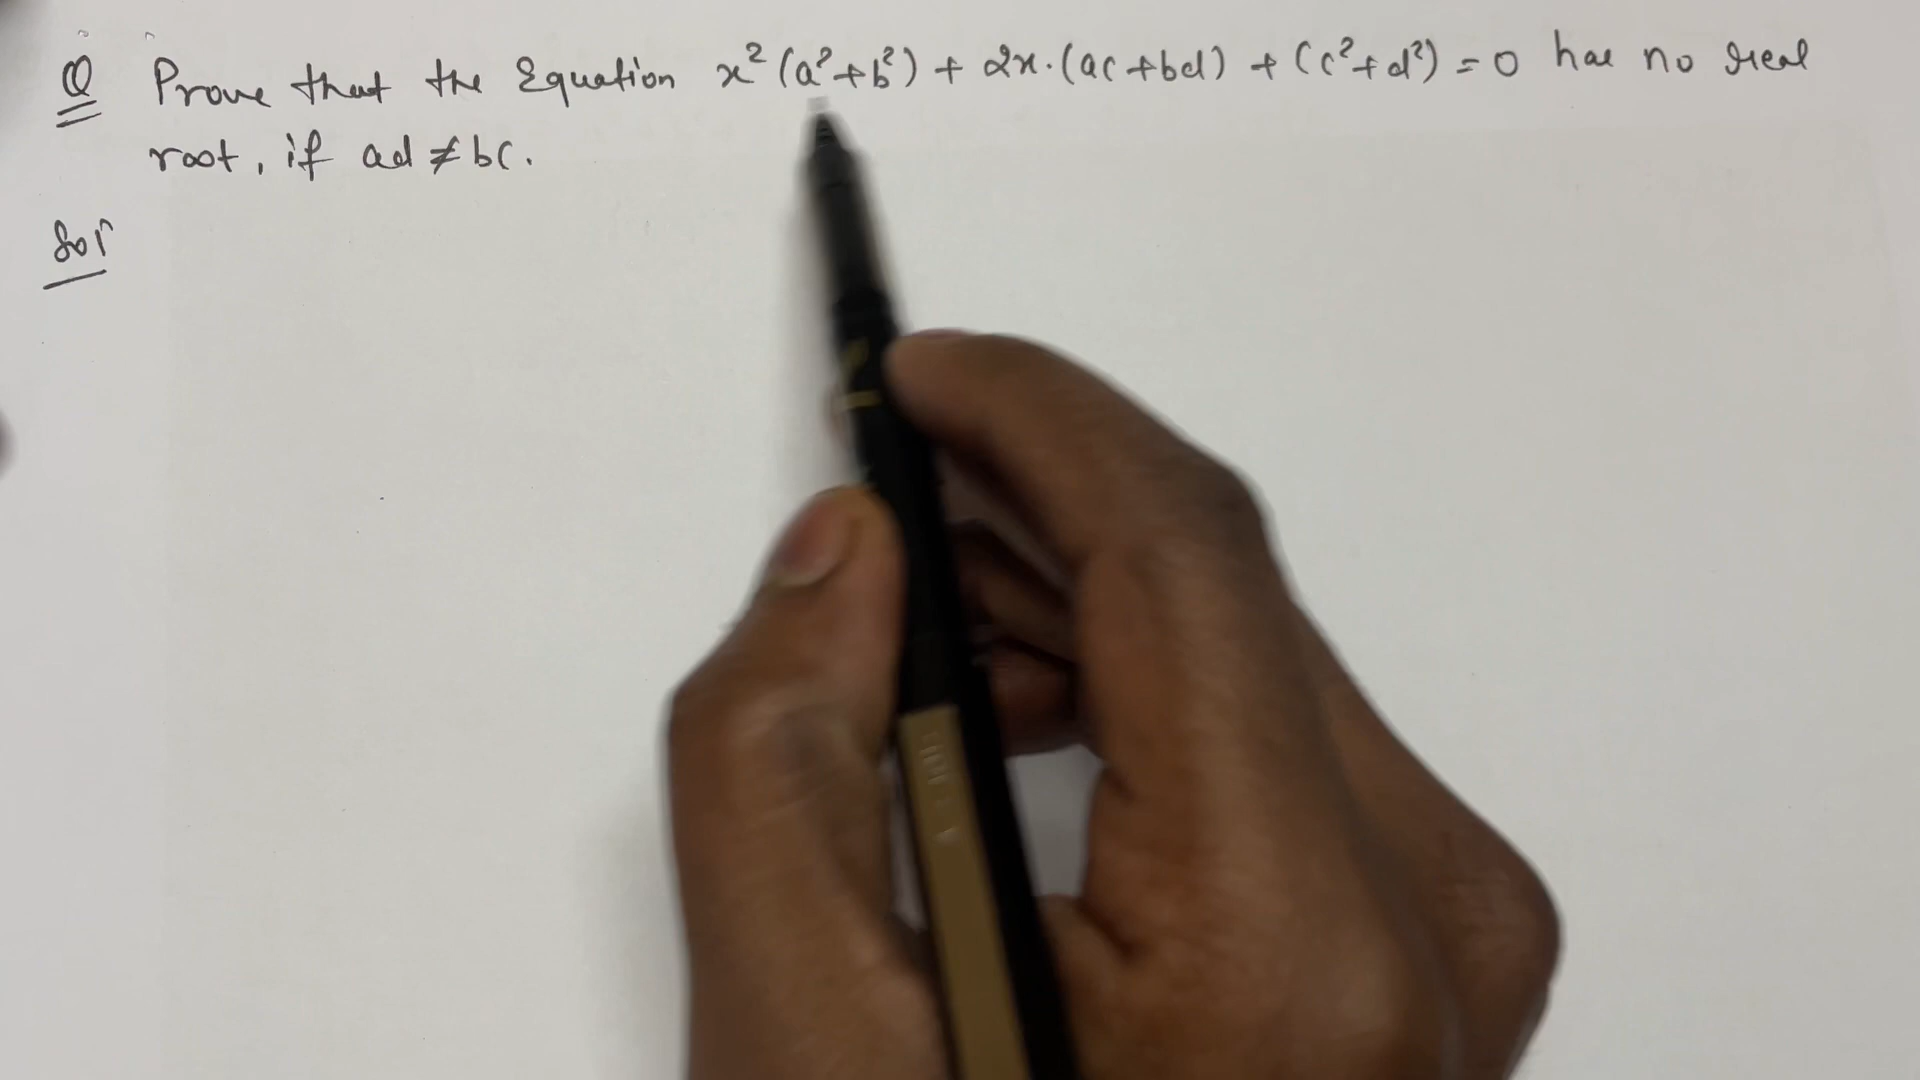 Q Prove that the Equation x² (a²+b²) + 2x.(ac+bd) + (c²+d²) = 0 has no real
root, if ad ≠ bc.
Solⁿ